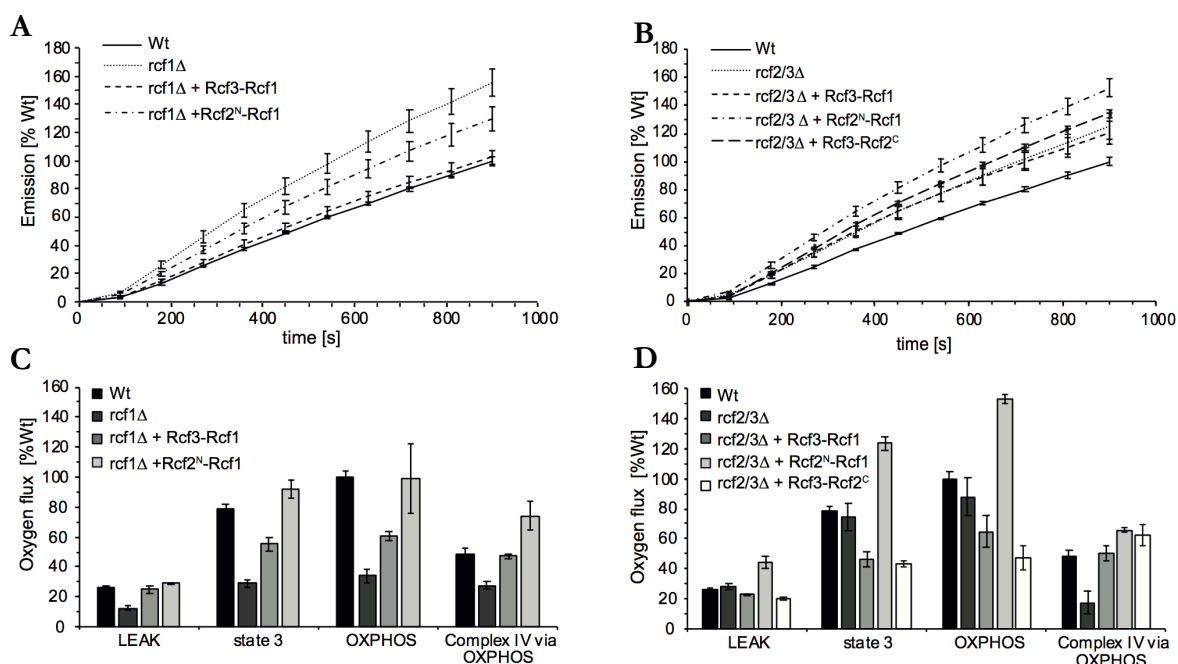 A
Wt
rcf1Δ
rcf1Δ + Rcf3-Rcf1
rcf1Δ +Rcf2ᴺ-Rcf1
Emission [% Wt]
180
160
140
120
100
80
60
40
20
0
0 200 400 600 800 1000
time [s]
B
Wt
rcf2/3Δ
rcf2/3Δ + Rcf3-Rcf1
rcf2/3 Δ + Rcf2ᴺ-Rcf1
rcf2/3Δ + Rcf3-Rcf2ᶜ
Emission [% Wt]
180
160
140
120
100
80
60
40
20
0
0 200 400 600 800 1000
time [s]
C
Wt
rcf1Δ
rcf1Δ + Rcf3-Rcf1
rcf1Δ +Rcf2ᴺ-Rcf1
Oxygen flux [%Wt]
160
140
120
100
80
60
40
20
0
LEAK state 3 OXPHOS Complex IV via
OXPHOS
D
Wt
rcf2/3Δ
rcf2/3Δ + Rcf3-Rcf1
rcf2/3Δ + Rcf2ᴺ-Rcf1
rcf2/3Δ + Rcf3-Rcf2ᶜ
Oxygen flux [%Wt]
160
140
120
100
80
60
40
20
0
LEAK state 3 OXPHOS Complex IV via
OXPHOS